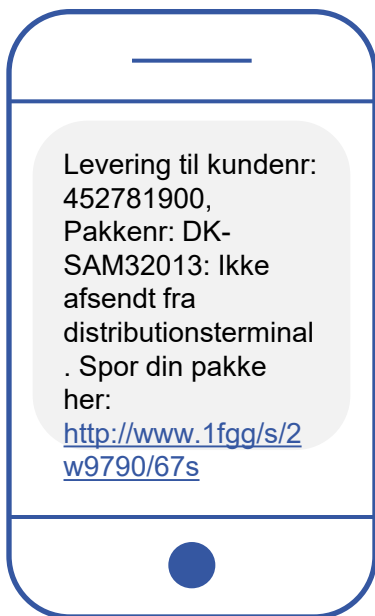 Levering til kundenr:
452781900,
Pakkenr: DK-
SAM32013: Ikke
afsendt fra
distributionsterminal
. Spor din pakke
her:
http://www.1fgg/s/2
w9790/67s